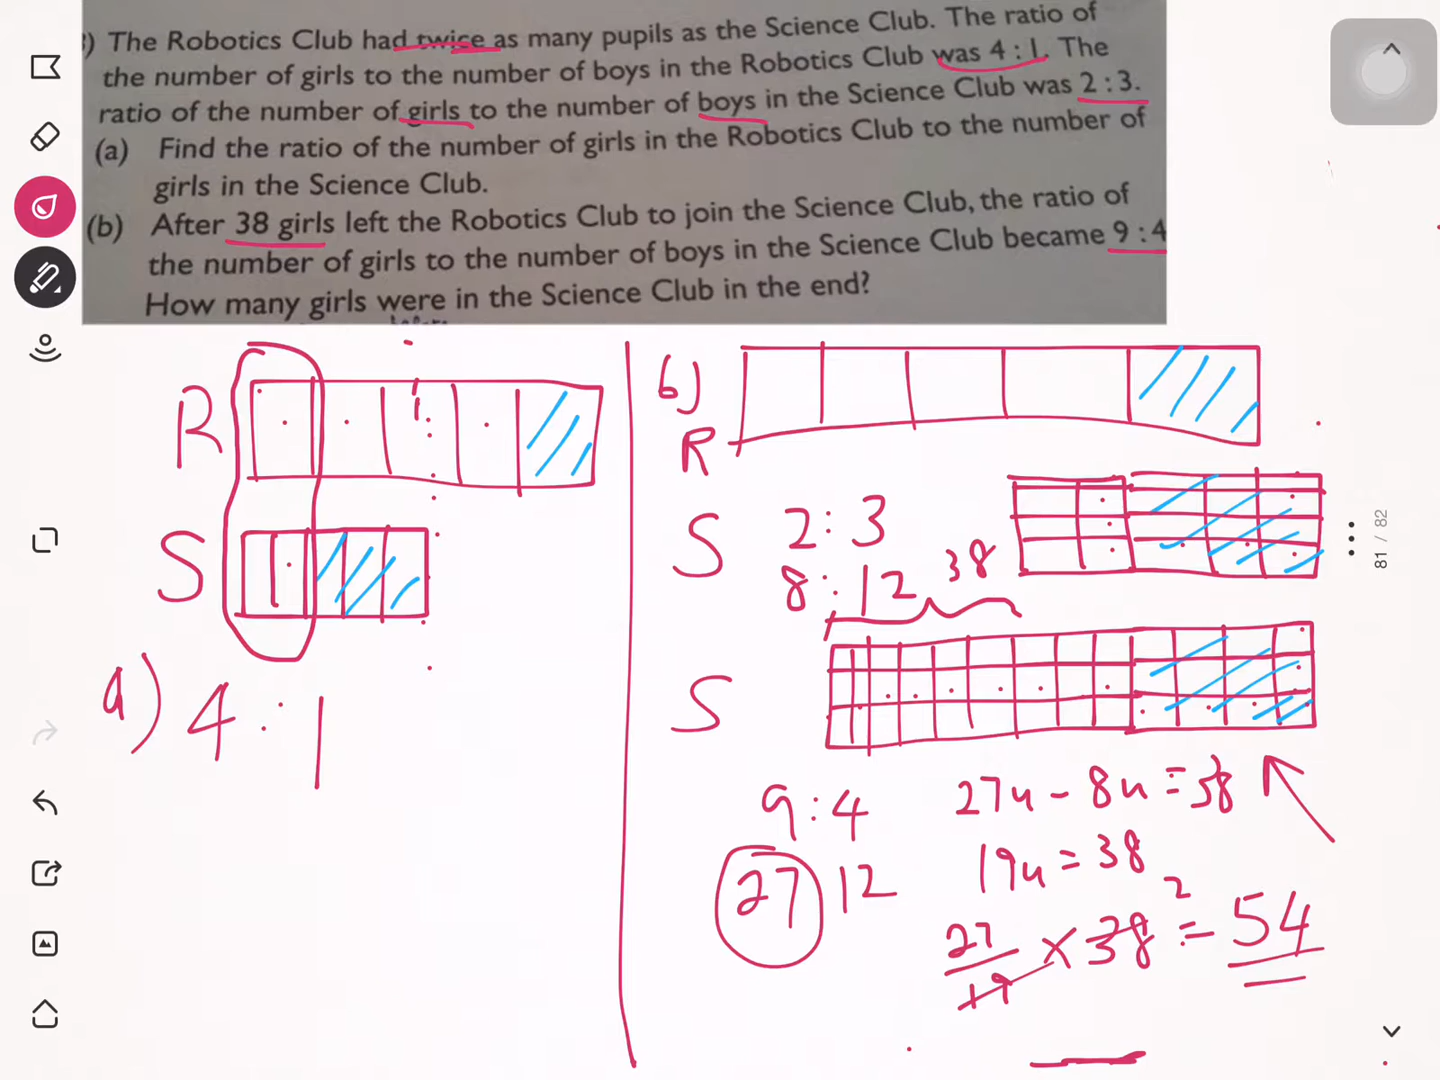 ) The Robotics Club had twice as many pupils as the Science Club. The ratio of
the number of girls to the number of boys in the Robotics Club was 4 : 1. The
ratio of the number of girls to the number of boys in the Science Club was 2 : 3.
(a) Find the ratio of the number of girls in the Robotics Club to the number of
girls in the Science Club.
(b) After 38 girls left the Robotics Club to join the Science Club, the ratio of
the number of girls to the number of boys in the Science Club became 9 : 4
How many girls were in the Science Club in the end?
R
S
a) 4 : 1
b)
R
S 2 : 3
8 : 12
38
S
9 : 4
27 12
27u - 8u = 38
19u = 38
27/19 × 38 = 54
2
81 / 82